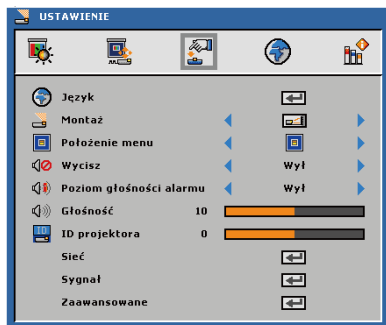 USTAWIENIE
Język
Montaż
Położenie menu
Wycisz Wył
Poziom głośności alarmu Wył
Głośność 10
ID ID projektora 0
Sieć
Sygnał
Zaawansowane